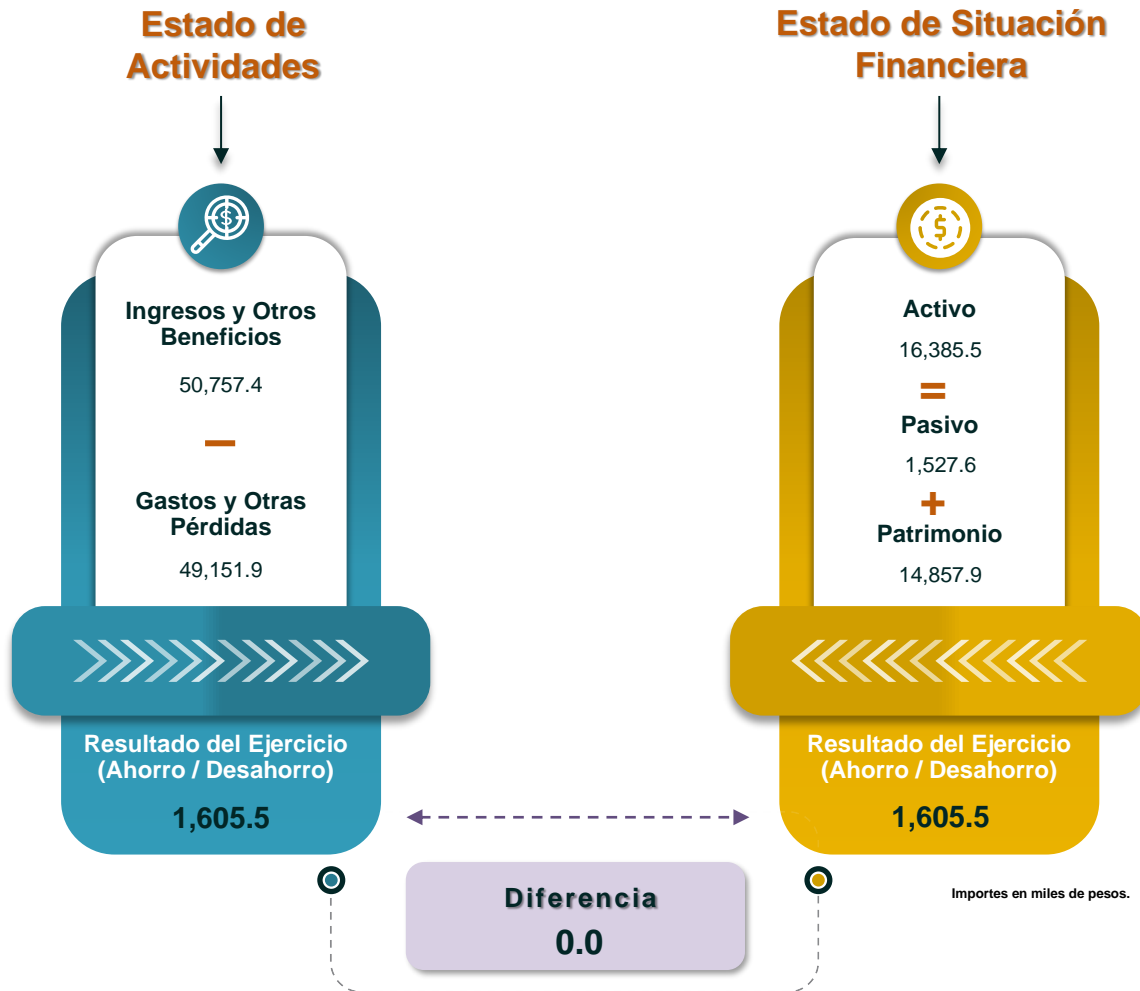 Estado de
Actividades
Ingresos y Otros
Beneficios
50,757.4
−
Gastos y Otras
Pérdidas
49,151.9
Resultado del Ejercicio
(Ahorro / Desahorro)
1,605.5
Estado de Situación
Financiera
$
Activo
16,385.5
=
Pasivo
1,527.6
+
Patrimonio
14,857.9
Resultado del Ejercicio
(Ahorro / Desahorro)
1,605.5
Diferencia
0.0
Importes en miles de pesos.